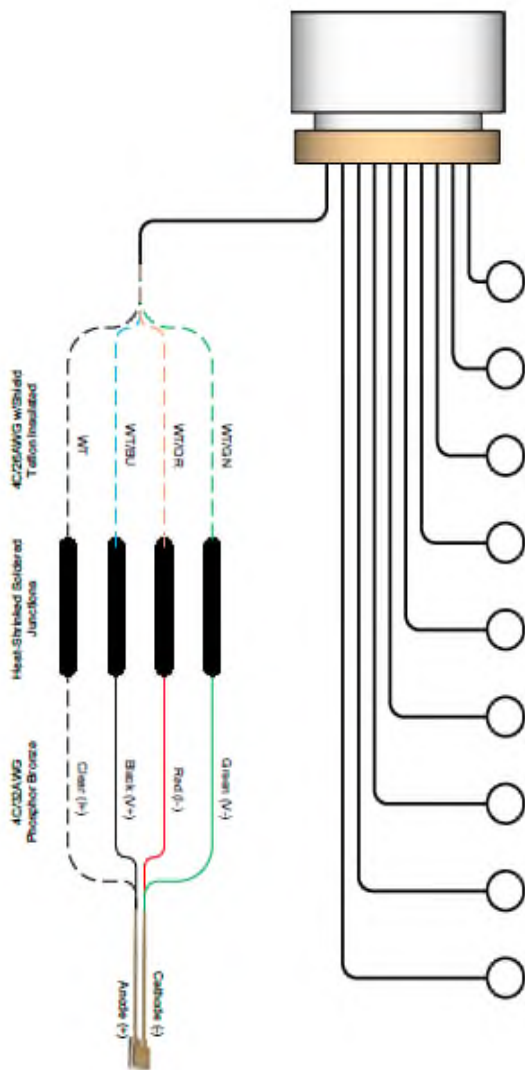 4C/26AWG w/Shield
Teflon Insulated
WT
WT/BU
WT/OR
WT/GN
Heat-Shrinked Soldered
Junctions
4C/32AWG
Phosphor Bronze
Clear (I+)
Black (V+)
Red (I-)
Green (V-)
Anode (+)
Cathode (-)